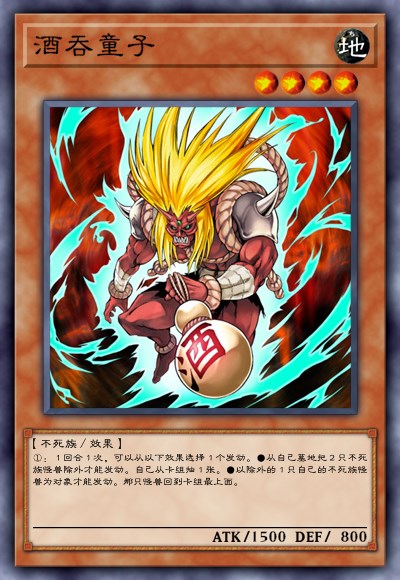 酒吞童子
地
酒
【不死族／效果】
①：1回合1次，可以从以下效果选择1个发动。●从自己墓地把2只不死
族怪兽除外才能发动。自己从卡组抽1张。●以除外的1只自己的不死族怪
兽为对象才能发动。那只怪兽回到卡组最上面。
ATK/1500 DEF/ 800